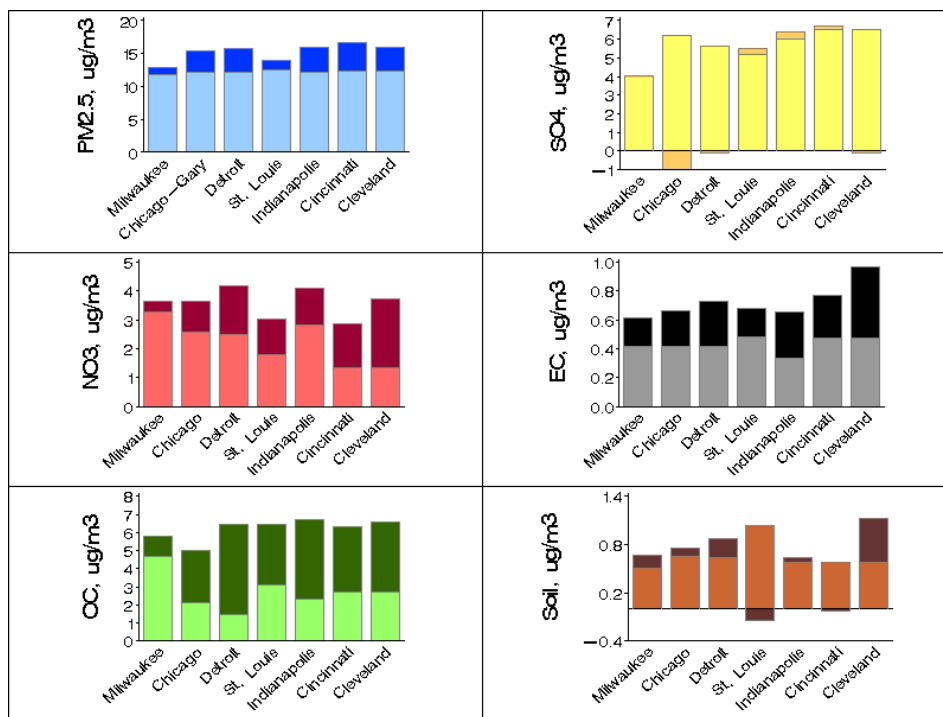 PM2.5, ug/m3
20
15
10
5
0
Milwaukee
Chicago-Gary
Detroit
St. Louis
Indianapolis
Cincinnati
Cleveland
SO4, ug/m3
7
6
5
4
3
2
1
0
-1
Milwaukee
Chicago
Detroit
St. Louis
Indianapolis
Cincinnati
Cleveland
NO3, ug/m3
5
4
3
2
1
0
Milwaukee
Chicago
Detroit
St. Louis
Indianapolis
Cincinnati
Cleveland
EC, ug/m3
1.0
0.8
0.6
0.4
0.2
0.0
Milwaukee
Chicago
Detroit
St. Louis
Indianapolis
Cincinnati
Cleveland
OC, ug/m3
8
7
6
5
4
3
2
1
0
Milwaukee
Chicago
Detroit
St. Louis
Indianapolis
Cincinnati
Cleveland
Soil, ug/m3
1.4
0.8
0.2
-0.4
Milwaukee
Chicago
Detroit
St. Louis
Indianapolis
Cincinnati
Cleveland